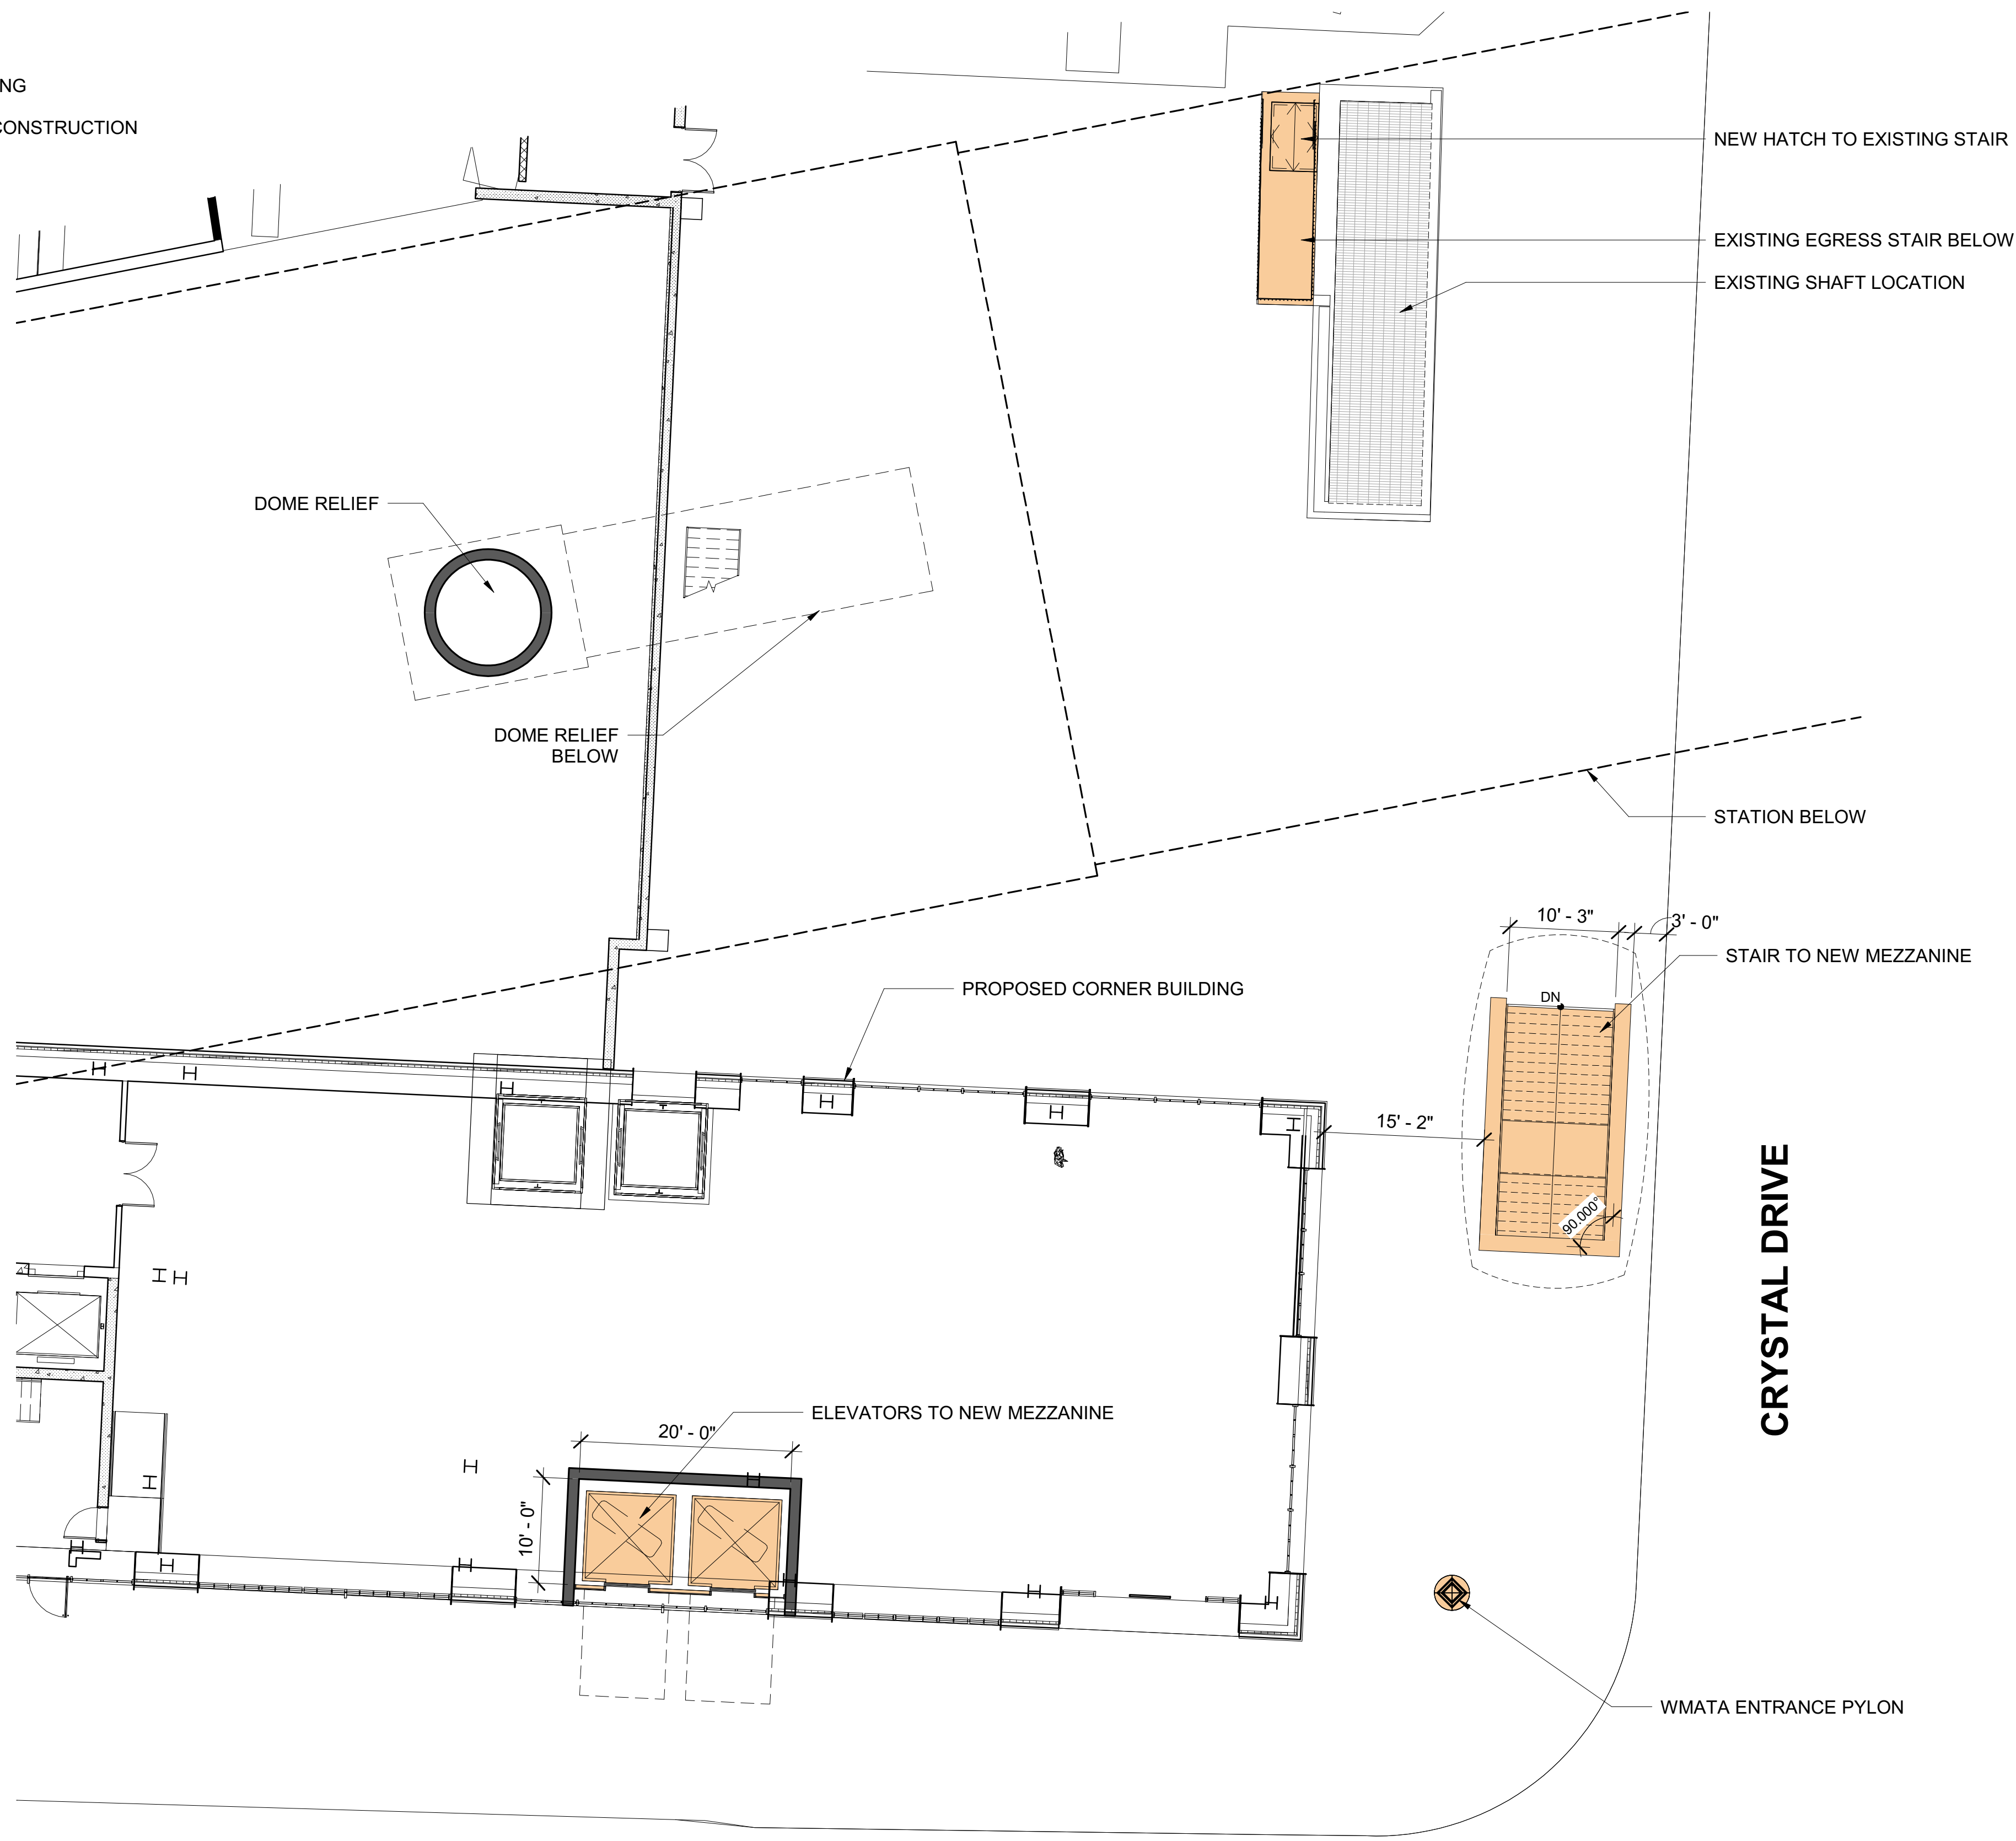 NG
CONSTRUCTION
NEW HATCH TO EXISTING STAIR
EXISTING EGRESS STAIR BELOW
EXISTING SHAFT LOCATION
DOME RELIEF
DOME RELIEF
BELOW
STATION BELOW
10' - 3"
3' - 0"
STAIR TO NEW MEZZANINE
PROPOSED CORNER BUILDING
DN
15' - 2"
90.000°
CRYSTAL DRIVE
ELEVATORS TO NEW MEZZANINE
20' - 0"
10' - 0"
WMATA ENTRANCE PYLON